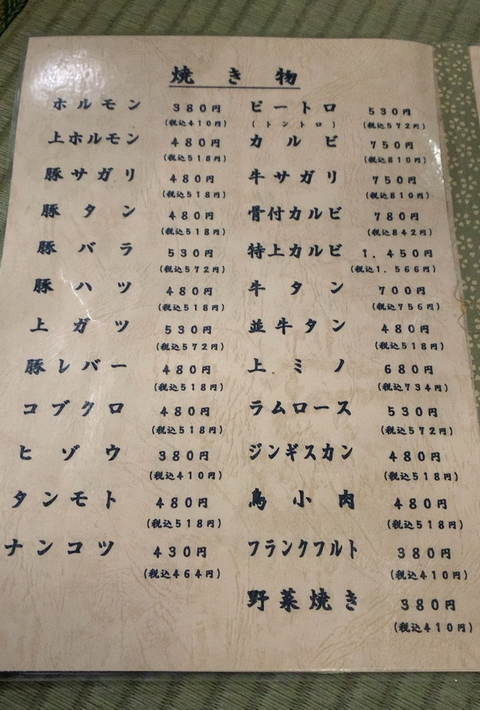 焼き物
ホルモン 380円
(税込410円)
上ホルモン 480円
(税込518円)
豚サガリ 480円
(税込518円)
豚タン 480円
(税込518円)
豚バラ 530円
(税込572円)
豚ハツ 480円
(税込518円)
上ガツ 530円
(税込572円)
豚レバー 480円
(税込518円)
コブクロ 480円
(税込518円)
ヒゾウ 380円
(税込410円)
タンモト 480円
(税込518円)
ナンコツ 430円
(税込464円)
ピートロ 530円
(トントロ) (税込572円)
カルビ 750円
(税込810円)
牛サガリ 750円
(税込810円)
骨付カルビ 780円
(税込842円)
特上カルビ 1,450円
(税込1,566円)
牛タン 700円
(税込756円)
並牛タン 480円
(税込518円)
上ミノ 680円
(税込734円)
ラムロース 530円
(税込572円)
ジンギスカン 480円
(税込518円)
鳥小肉 480円
(税込518円)
フランクフルト 380円
(税込410円)
野菜焼き 380円
(税込410円)